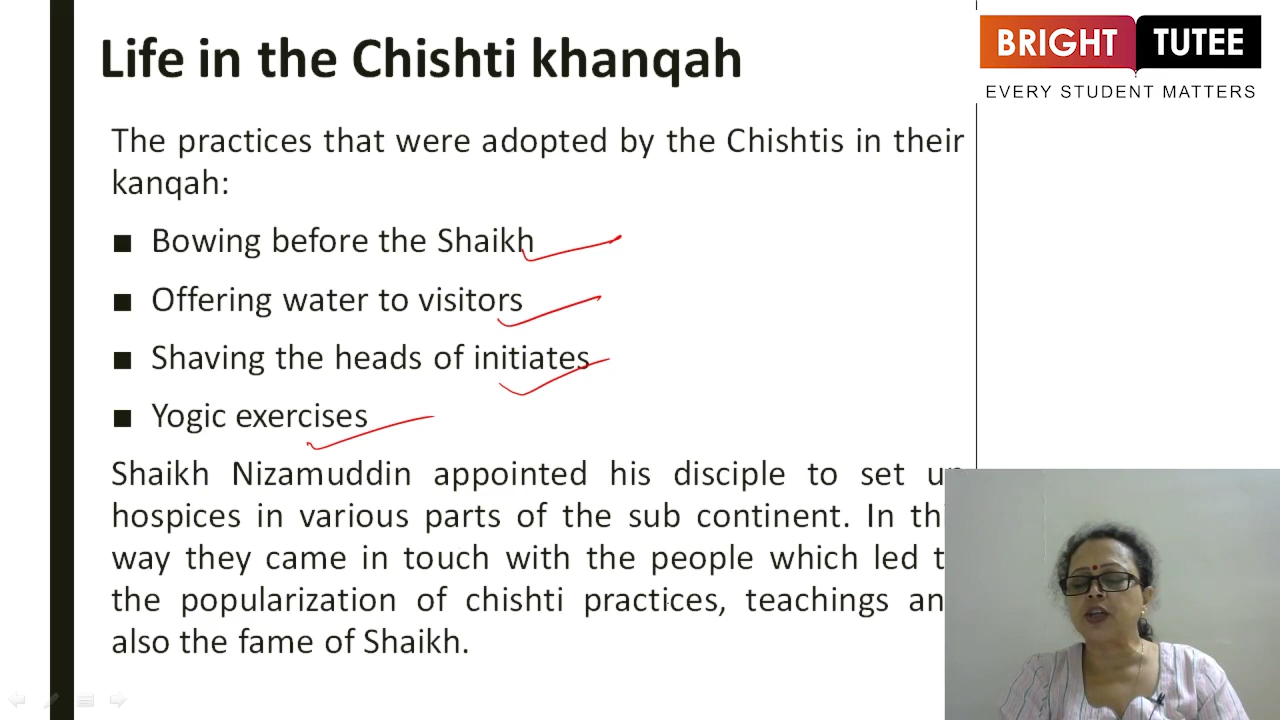 Life in the Chishti khanqah
BRIGHT TUTEE
EVERY STUDENT MATTERS
The practices that were adopted by the Chishtis in their
kanqah:
Bowing before the Shaikh
Offering water to visitors
Shaving the heads of initiates
Yogic exercises
Shaikh Nizamuddin appointed his disciple to set
hospices in various parts of the sub continent. In
way they came in touch with the people which led
the popularization of chishti practices, teachings
also the fame of Shaikh.